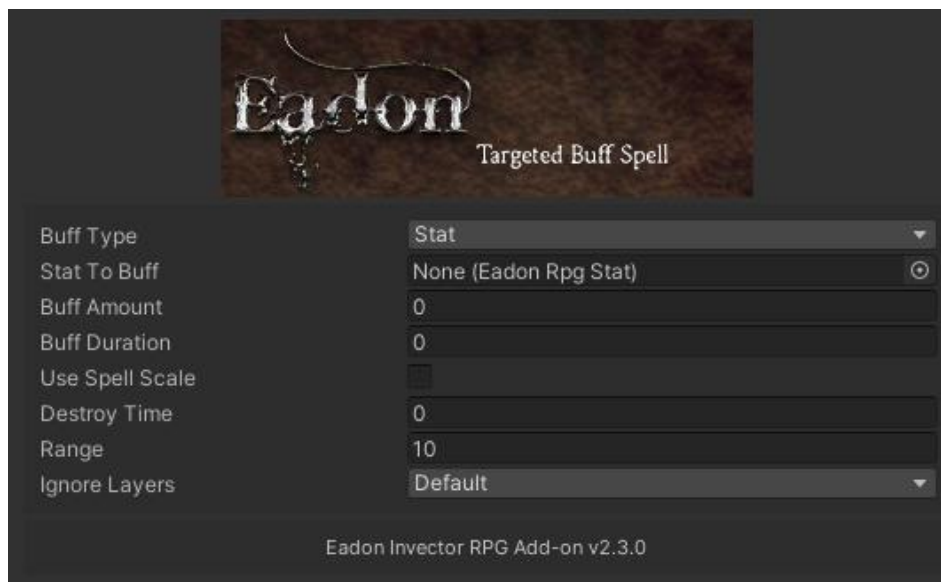 Eadon
Targeted Buff Spell
Buff Type Stat
Stat To Buff None (Eadon Rpg Stat)
Buff Amount 0
Buff Duration 0
Use Spell Scale
Destroy Time 0
Range 10
Ignore Layers Default
Eadon Invector RPG Add-on v2.3.0